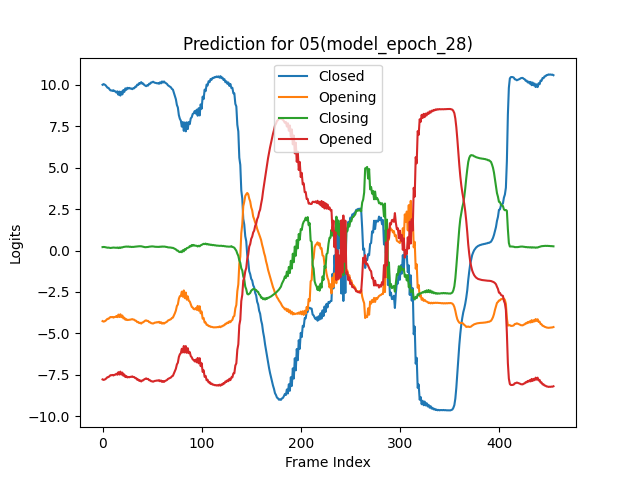 Prediction for 05(model_epoch_28)
Closed
Opening
Closing
Opened
10.0
7.5
5.0
2.5
0.0
−2.5
−5.0
−7.5
−10.0
Logits
0 100 200 300 400
Frame Index